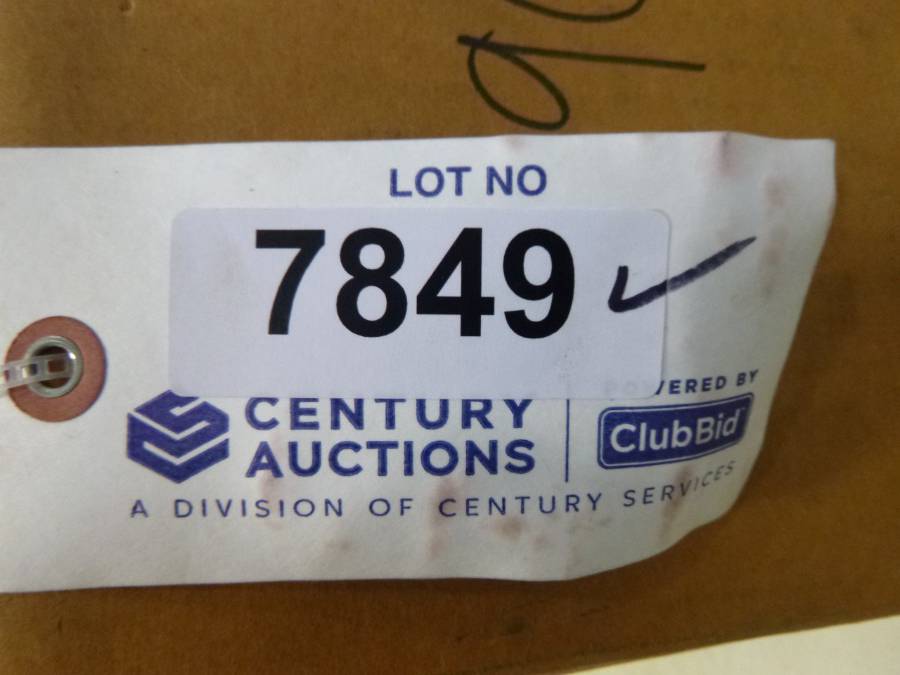 LOT NO
7849
CENTURY
AUCTIONS
POWERED BY
ClubBid
A DIVISION OF CENTURY SERVICES